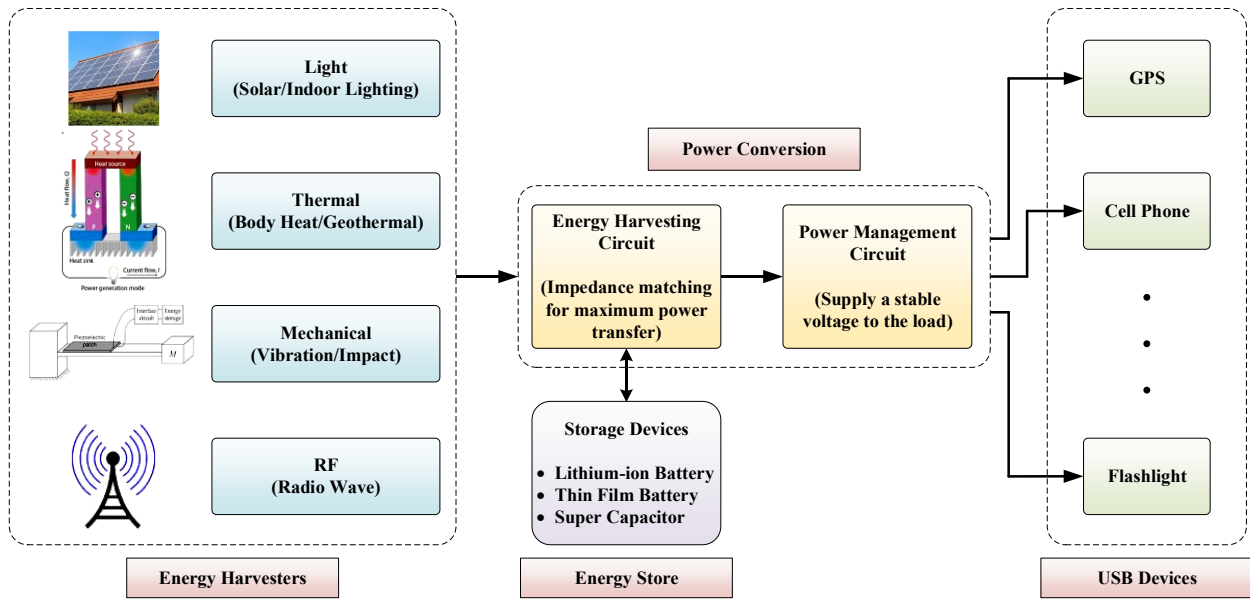 Light
(Solar/Indoor Lighting)
Heat source
Heat flow, Q
P
N
Heat sink
Current flow, I
Power generation mode
Thermal
(Body Heat/Geothermal)
Interface
circuit
Energy
storage
Piezoelectric
patch
M
Mechanical
(Vibration/Impact)
RF
(Radio Wave)
Energy Harvesters
Power Conversion
Energy Harvesting
Circuit
(Impedance matching
for maximum power
transfer)
Power Management
Circuit
(Supply a stable
voltage to the load)
Storage Devices
• Lithium-ion Battery
• Thin Film Battery
• Super Capacitor
Energy Store
GPS
Cell Phone
Flashlight
USB Devices